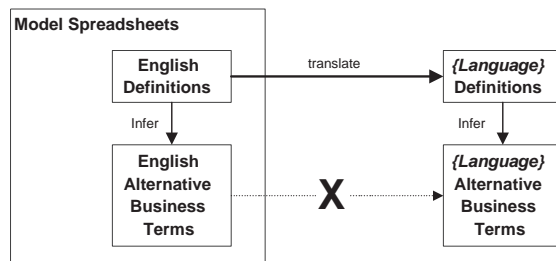 Model Spreadsheets
English
Definitions
translate
{Language}
Definitions
Infer
Infer
English
Alternative
Business
Terms
X
{Language}
Alternative
Business
Terms